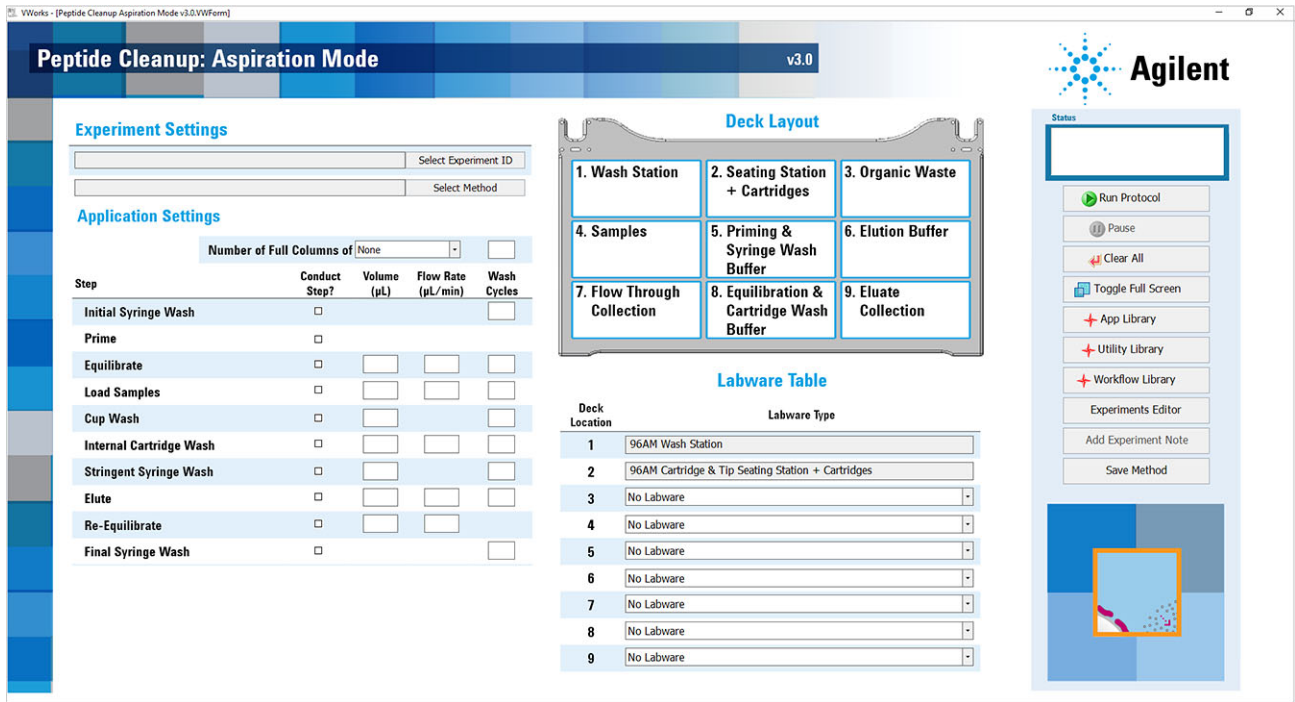 VWorks - [Peptide Cleanup Aspiration Mode v3.0.VWForm]
Peptide Cleanup: Aspiration Mode
v3.0
Agilent
Experiment Settings
Select Experiment ID
Select Method
Application Settings
Number of Full Columns of None
Step
Conduct Step?
Volume (µL)
Flow Rate (µL/min)
Wash Cycles
Initial Syringe Wash
Prime
Equilibrate
Load Samples
Cup Wash
Internal Cartridge Wash
Stringent Syringe Wash
Elute
Re-Equilibrate
Final Syringe Wash
Deck Layout
1. Wash Station
2. Seating Station
+ Cartridges
3. Organic Waste
4. Samples
5. Priming &
Syringe Wash
Buffer
6. Elution Buffer
7. Flow Through
Collection
8. Equilibration &
Cartridge Wash
Buffer
9. Eluate
Collection
Labware Table
Deck
Location
Labware Type
1 96AM Wash Station
2 96AM Cartridge & Tip Seating Station + Cartridges
3 No Labware
4 No Labware
5 No Labware
6 No Labware
7 No Labware
8 No Labware
9 No Labware
Status
Run Protocol
Pause
Clear All
Toggle Full Screen
App Library
Utility Library
Workflow Library
Experiments Editor
Add Experiment Note
Save Method